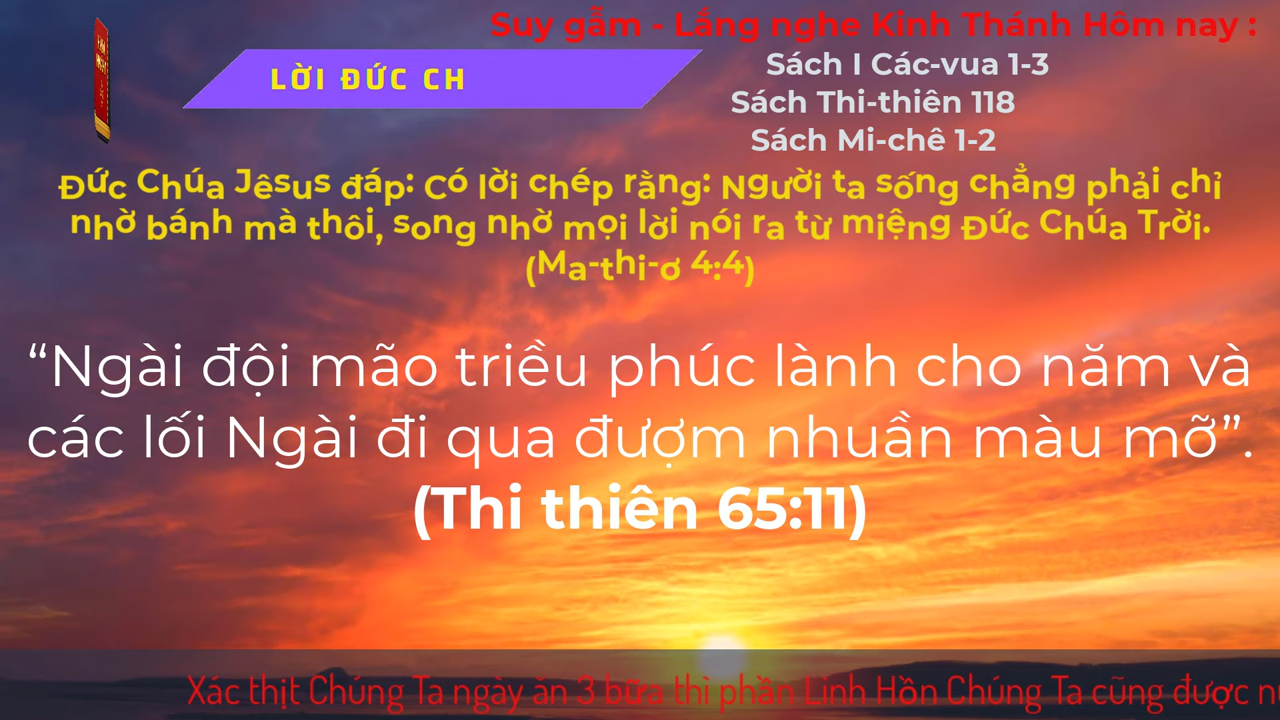 Suy gẫm - Lắng nghe Kinh Thánh Hôm nay :
LỜI ĐỨC CH
Sách I Các-vua 1-3
Sách Thi-thiên 118
Sách Mi-chê 1-2
Đức Chúa Jêsus đáp: Có lời chép rằng: Người ta sống chẳng phải chỉ
nhờ bánh mà thôi, song nhờ mọi lời nói ra từ miệng Đức Chúa Trời.
(Ma-thi-ơ 4:4)
“Ngài đội mão triều phúc lành cho năm và
các lối Ngài đi qua đượm nhuần màu mỡ”.
(Thi thiên 65:11)
Xác thịt Chúng Ta ngày ăn 3 bữa thì phần Linh Hồn Chúng Ta cũng được